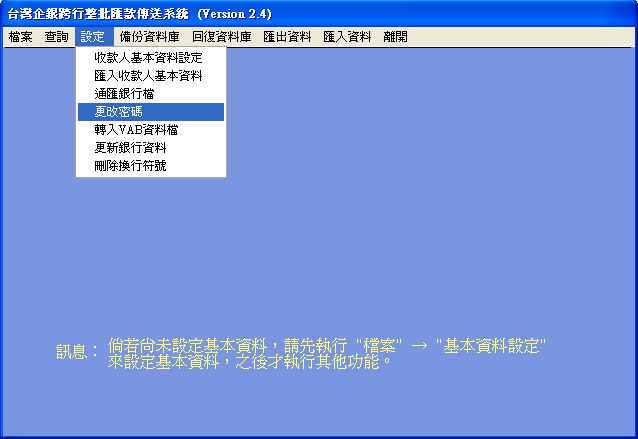 台灣企銀跨行整批匯款傳送系統 (Version 2.4)
檔案 查詢 設定 備份資料庫 回復資料庫 匯出資料 匯入資料 離開
收款人基本資料設定
匯入收款人基本資料
通匯銀行檔
更改密碼
轉入VAB資料檔
更新銀行資料
刪除換行符號
訊息： 倘若尚未設定基本資料，請先執行 "檔案" → "基本資料設定"
來設定基本資料，之後才執行其他功能。